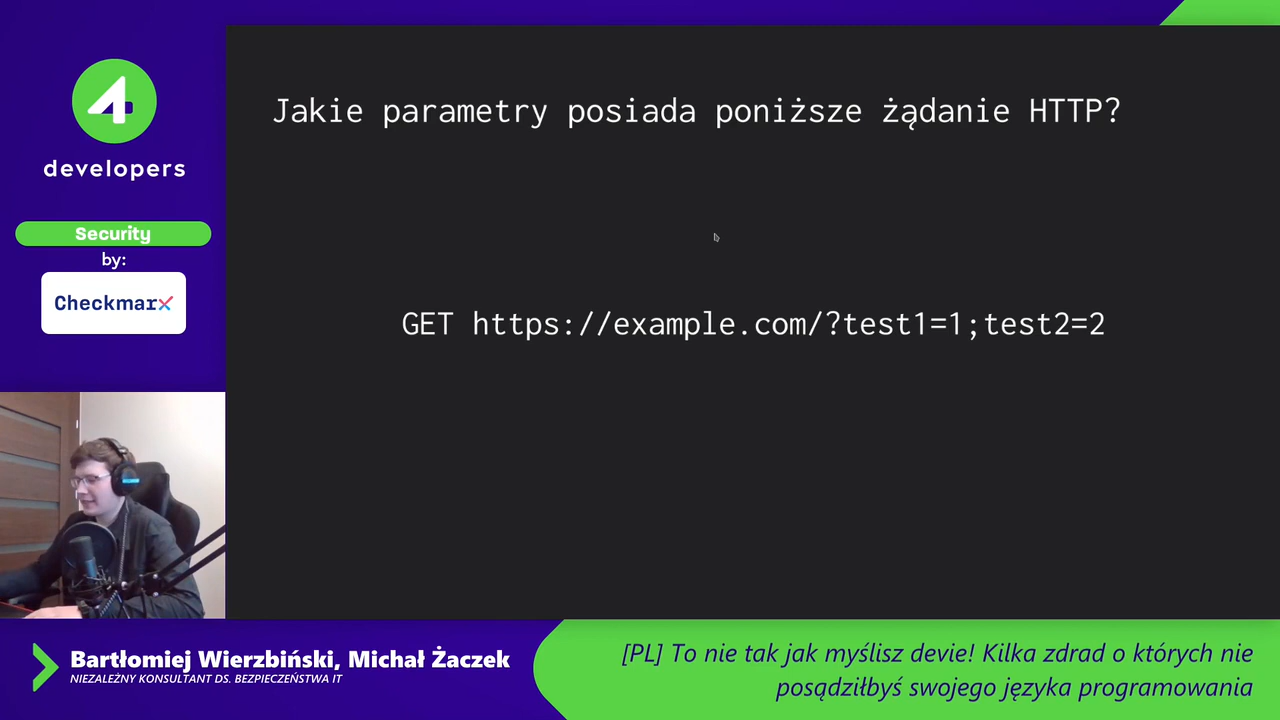 4
developers
Security
by:
Checkmarx
Jakie parametry posiada poniższe żądanie HTTP?
GET https://example.com/?test1=1;test2=2
Bartłomiej Wierzbiński, Michał Żaczek
NIEZALEŻNY KONSULTANT DS. BEZPIECZEŃSTWA IT
[PL] To nie tak jak myślisz devie! Kilka zdrad o których nie
posądziłbyś swojego języka programowania